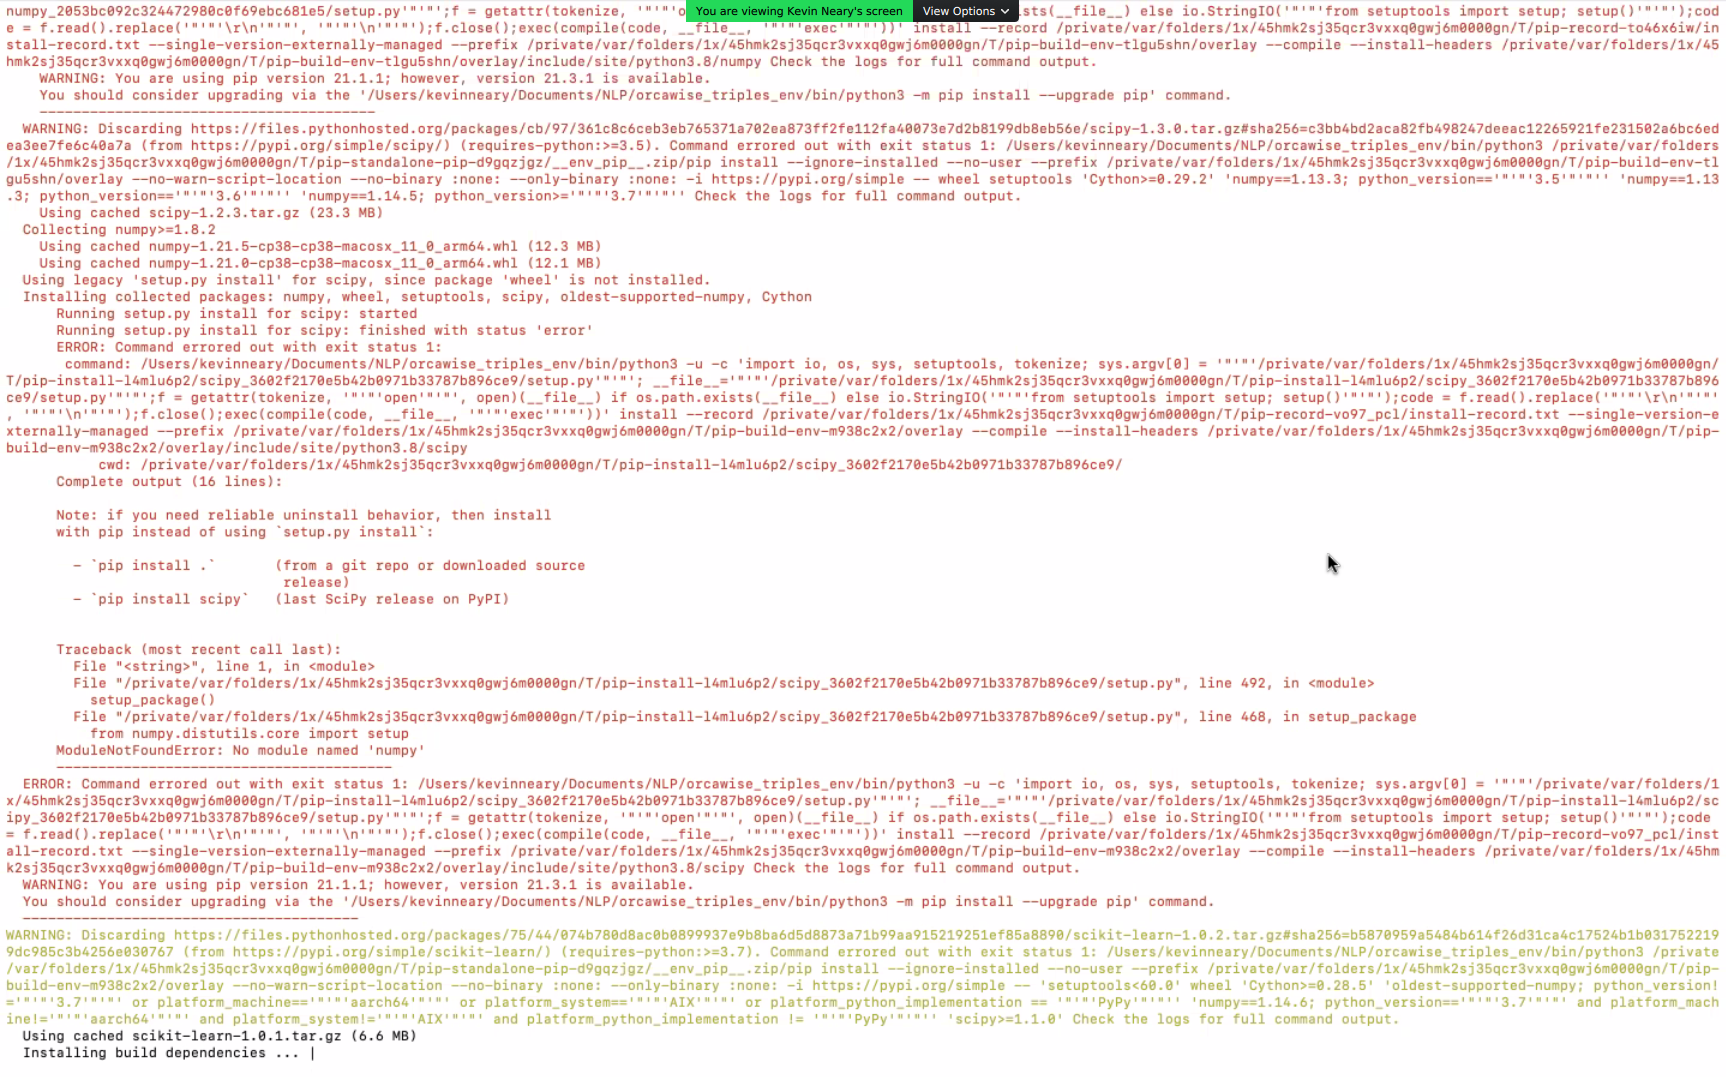 numpy_2053bc092c324472980c0f69ebc681e5/setup.py'"'"';f = getattr(tokenize, '"'"'o
You are viewing Kevin Neary's screen
View Options
ists(__file__) else io.StringIO('"'"'from setuptools import setup; setup()'"'"');cod
e = f.read().replace('"'"'\r\n'"'"', '"'"'\n'"'"');f.close();exec(compile(code, __file__, '"'"'exec'"'"'))' install --record /private/var/folders/1x/45hmk2sj35qcr3vxxq0gwj6m0000gn/T/pip-record-to46x6iw/in
stall-record.txt --single-version-externally-managed --prefix /private/var/folders/1x/45hmk2sj35qcr3vxxq0gwj6m0000gn/T/pip-build-env-tlgu5shn/overlay --compile --install-headers /private/var/folders/1x/45
hmk2sj35qcr3vxxq0gwj6m0000gn/T/pip-build-env-tlgu5shn/overlay/include/site/python3.8/numpy Check the logs for full command output.
WARNING: You are using pip version 21.1.1; however, version 21.3.1 is available.
You should consider upgrading via the '/Users/kevinneary/Documents/NLP/orcawise_triples_env/bin/python3 -m pip install --upgrade pip' command.
----------------------------------------
WARNING: Discarding https://files.pythonhosted.org/packages/cb/97/361c8c6ceb3eb765371a702ea873ff2fe112fa40073e7d2b8199db8eb56e/scipy-1.3.0.tar.gz#sha256=c3bb4bd2aca82fb498247deeac12265921fe231502a6bc6ed
ea3ee7fe6c40a7a (from https://pypi.org/simple/scipy/) (requires-python:>=3.5). Command errored out with exit status 1: /Users/kevinneary/Documents/NLP/orcawise_triples_env/bin/python3 /private/var/folders
/1x/45hmk2sj35qcr3vxxq0gwj6m0000gn/T/pip-standalone-pip-d9gqzjgz/__env_pip__.zip/pip install --ignore-installed --no-user --prefix /private/var/folders/1x/45hmk2sj35qcr3vxxq0gwj6m0000gn/T/pip-build-env-tl
gu5shn/overlay --no-warn-script-location --no-binary :none: --only-binary :none: -i https://pypi.org/simple -- wheel setuptools 'Cython>=0.29.2' 'numpy==1.13.3; python_version=='"'"'3.5'"'"'' 'numpy==1.13
.3; python_version=='"'"'3.6'"'"'' 'numpy==1.14.5; python_version>='"'"'3.7'"'"'' Check the logs for full command output.
Using cached scipy-1.2.3.tar.gz (23.3 MB)
Collecting numpy>=1.8.2
Using cached numpy-1.21.5-cp38-cp38-macosx_11_0_arm64.whl (12.3 MB)
Using cached numpy-1.21.0-cp38-cp38-macosx_11_0_arm64.whl (12.1 MB)
Using legacy 'setup.py install' for scipy, since package 'wheel' is not installed.
Installing collected packages: numpy, wheel, setuptools, scipy, oldest-supported-numpy, Cython
Running setup.py install for scipy: started
Running setup.py install for scipy: finished with status 'error'
ERROR: Command errored out with exit status 1:
command: /Users/kevinneary/Documents/NLP/orcawise_triples_env/bin/python3 -u -c 'import io, os, sys, setuptools, tokenize; sys.argv[0] = '"'"'/private/var/folders/1x/45hmk2sj35qcr3vxxq0gwj6m0000gn/
T/pip-install-l4mlu6p2/scipy_3602f2170e5b42b0971b33787b896ce9/setup.py'"'"'; __file__='"'"'/private/var/folders/1x/45hmk2sj35qcr3vxxq0gwj6m0000gn/T/pip-install-l4mlu6p2/scipy_3602f2170e5b42b0971b33787b896
ce9/setup.py'"'"';f = getattr(tokenize, '"'"'open'"'"', open)(__file__) if os.path.exists(__file__) else io.StringIO('"'"'from setuptools import setup; setup()'"'"');code = f.read().replace('"'"'\r\n'"'"'
, '"'"'\n'"'"');f.close();exec(compile(code, __file__, '"'"'exec'"'"'))' install --record /private/var/folders/1x/45hmk2sj35qcr3vxxq0gwj6m0000gn/T/pip-record-vo97_pcl/install-record.txt --single-version-e
xternally-managed --prefix /private/var/folders/1x/45hmk2sj35qcr3vxxq0gwj6m0000gn/T/pip-build-env-m938c2x2/overlay --compile --install-headers /private/var/folders/1x/45hmk2sj35qcr3vxxq0gwj6m0000gn/T/pip-
build-env-m938c2x2/overlay/include/site/python3.8/scipy
cwd: /private/var/folders/1x/45hmk2sj35qcr3vxxq0gwj6m0000gn/T/pip-install-l4mlu6p2/scipy_3602f2170e5b42b0971b33787b896ce9/
Complete output (16 lines):
Note: if you need reliable uninstall behavior, then install
with pip instead of using `setup.py install`:
- `pip install .` (from a git repo or downloaded source
release)
- `pip install scipy` (last SciPy release on PyPI)
Traceback (most recent call last):
File "<string>", line 1, in <module>
File "/private/var/folders/1x/45hmk2sj35qcr3vxxq0gwj6m0000gn/T/pip-install-l4mlu6p2/scipy_3602f2170e5b42b0971b33787b896ce9/setup.py", line 492, in <module>
setup_package()
File "/private/var/folders/1x/45hmk2sj35qcr3vxxq0gwj6m0000gn/T/pip-install-l4mlu6p2/scipy_3602f2170e5b42b0971b33787b896ce9/setup.py", line 468, in setup_package
from numpy.distutils.core import setup
ModuleNotFoundError: No module named 'numpy'
----------------------------------------
ERROR: Command errored out with exit status 1: /Users/kevinneary/Documents/NLP/orcawise_triples_env/bin/python3 -u -c 'import io, os, sys, setuptools, tokenize; sys.argv[0] = '"'"'/private/var/folders/1
x/45hmk2sj35qcr3vxxq0gwj6m0000gn/T/pip-install-l4mlu6p2/scipy_3602f2170e5b42b0971b33787b896ce9/setup.py'"'"'; __file__='"'"'/private/var/folders/1x/45hmk2sj35qcr3vxxq0gwj6m0000gn/T/pip-install-l4mlu6p2/sc
ipy_3602f2170e5b42b0971b33787b896ce9/setup.py'"'"';f = getattr(tokenize, '"'"'open'"'"', open)(__file__) if os.path.exists(__file__) else io.StringIO('"'"'from setuptools import setup; setup()'"'"');code
= f.read().replace('"'"'\r\n'"'"', '"'"'\n'"'"');f.close();exec(compile(code, __file__, '"'"'exec'"'"'))' install --record /private/var/folders/1x/45hmk2sj35qcr3vxxq0gwj6m0000gn/T/pip-record-vo97_pcl/inst
all-record.txt --single-version-externally-managed --prefix /private/var/folders/1x/45hmk2sj35qcr3vxxq0gwj6m0000gn/T/pip-build-env-m938c2x2/overlay --compile --install-headers /private/var/folders/1x/45hm
k2sj35qcr3vxxq0gwj6m0000gn/T/pip-build-env-m938c2x2/overlay/include/site/python3.8/scipy Check the logs for full command output.
WARNING: You are using pip version 21.1.1; however, version 21.3.1 is available.
You should consider upgrading via the '/Users/kevinneary/Documents/NLP/orcawise_triples_env/bin/python3 -m pip install --upgrade pip' command.
----------------------------------------
WARNING: Discarding https://files.pythonhosted.org/packages/75/44/074b780d8ac0b0899937e9b8ba6d5d8873a71b99aa915219251ef85a8890/scikit-learn-1.0.2.tar.gz#sha256=b5870959a5484b614f26d31ca4c17524b1b031752219
9dc985c3b4256e030767 (from https://pypi.org/simple/scikit-learn/) (requires-python:>=3.7). Command errored out with exit status 1: /Users/kevinneary/Documents/NLP/orcawise_triples_env/bin/python3 /private
/var/folders/1x/45hmk2sj35qcr3vxxq0gwj6m0000gn/T/pip-standalone-pip-d9gqzjgz/__env_pip__.zip/pip install --ignore-installed --no-user --prefix /private/var/folders/1x/45hmk2sj35qcr3vxxq0gwj6m0000gn/T/pip-
build-env-m938c2x2/overlay --no-warn-script-location --no-binary :none: --only-binary :none: -i https://pypi.org/simple -- 'setuptools<60.0' wheel 'Cython>=0.28.5' 'oldest-supported-numpy; python_version!
='"'"'3.7'"'"' or platform_machine=='"'"'aarch64'"'"' or platform_system=='"'"'AIX'"'"' or platform_python_implementation == '"'"'PyPy'"'"'' 'numpy==1.14.6; python_version=='"'"'3.7'"'"' and platform_mach
ine!='"'"'aarch64'"'"' and platform_system!='"'"'AIX'"'"' and platform_python_implementation != '"'"'PyPy'"'"'' 'scipy>=1.1.0' Check the logs for full command output.
Using cached scikit-learn-1.0.1.tar.gz (6.6 MB)
Installing build dependencies ... |